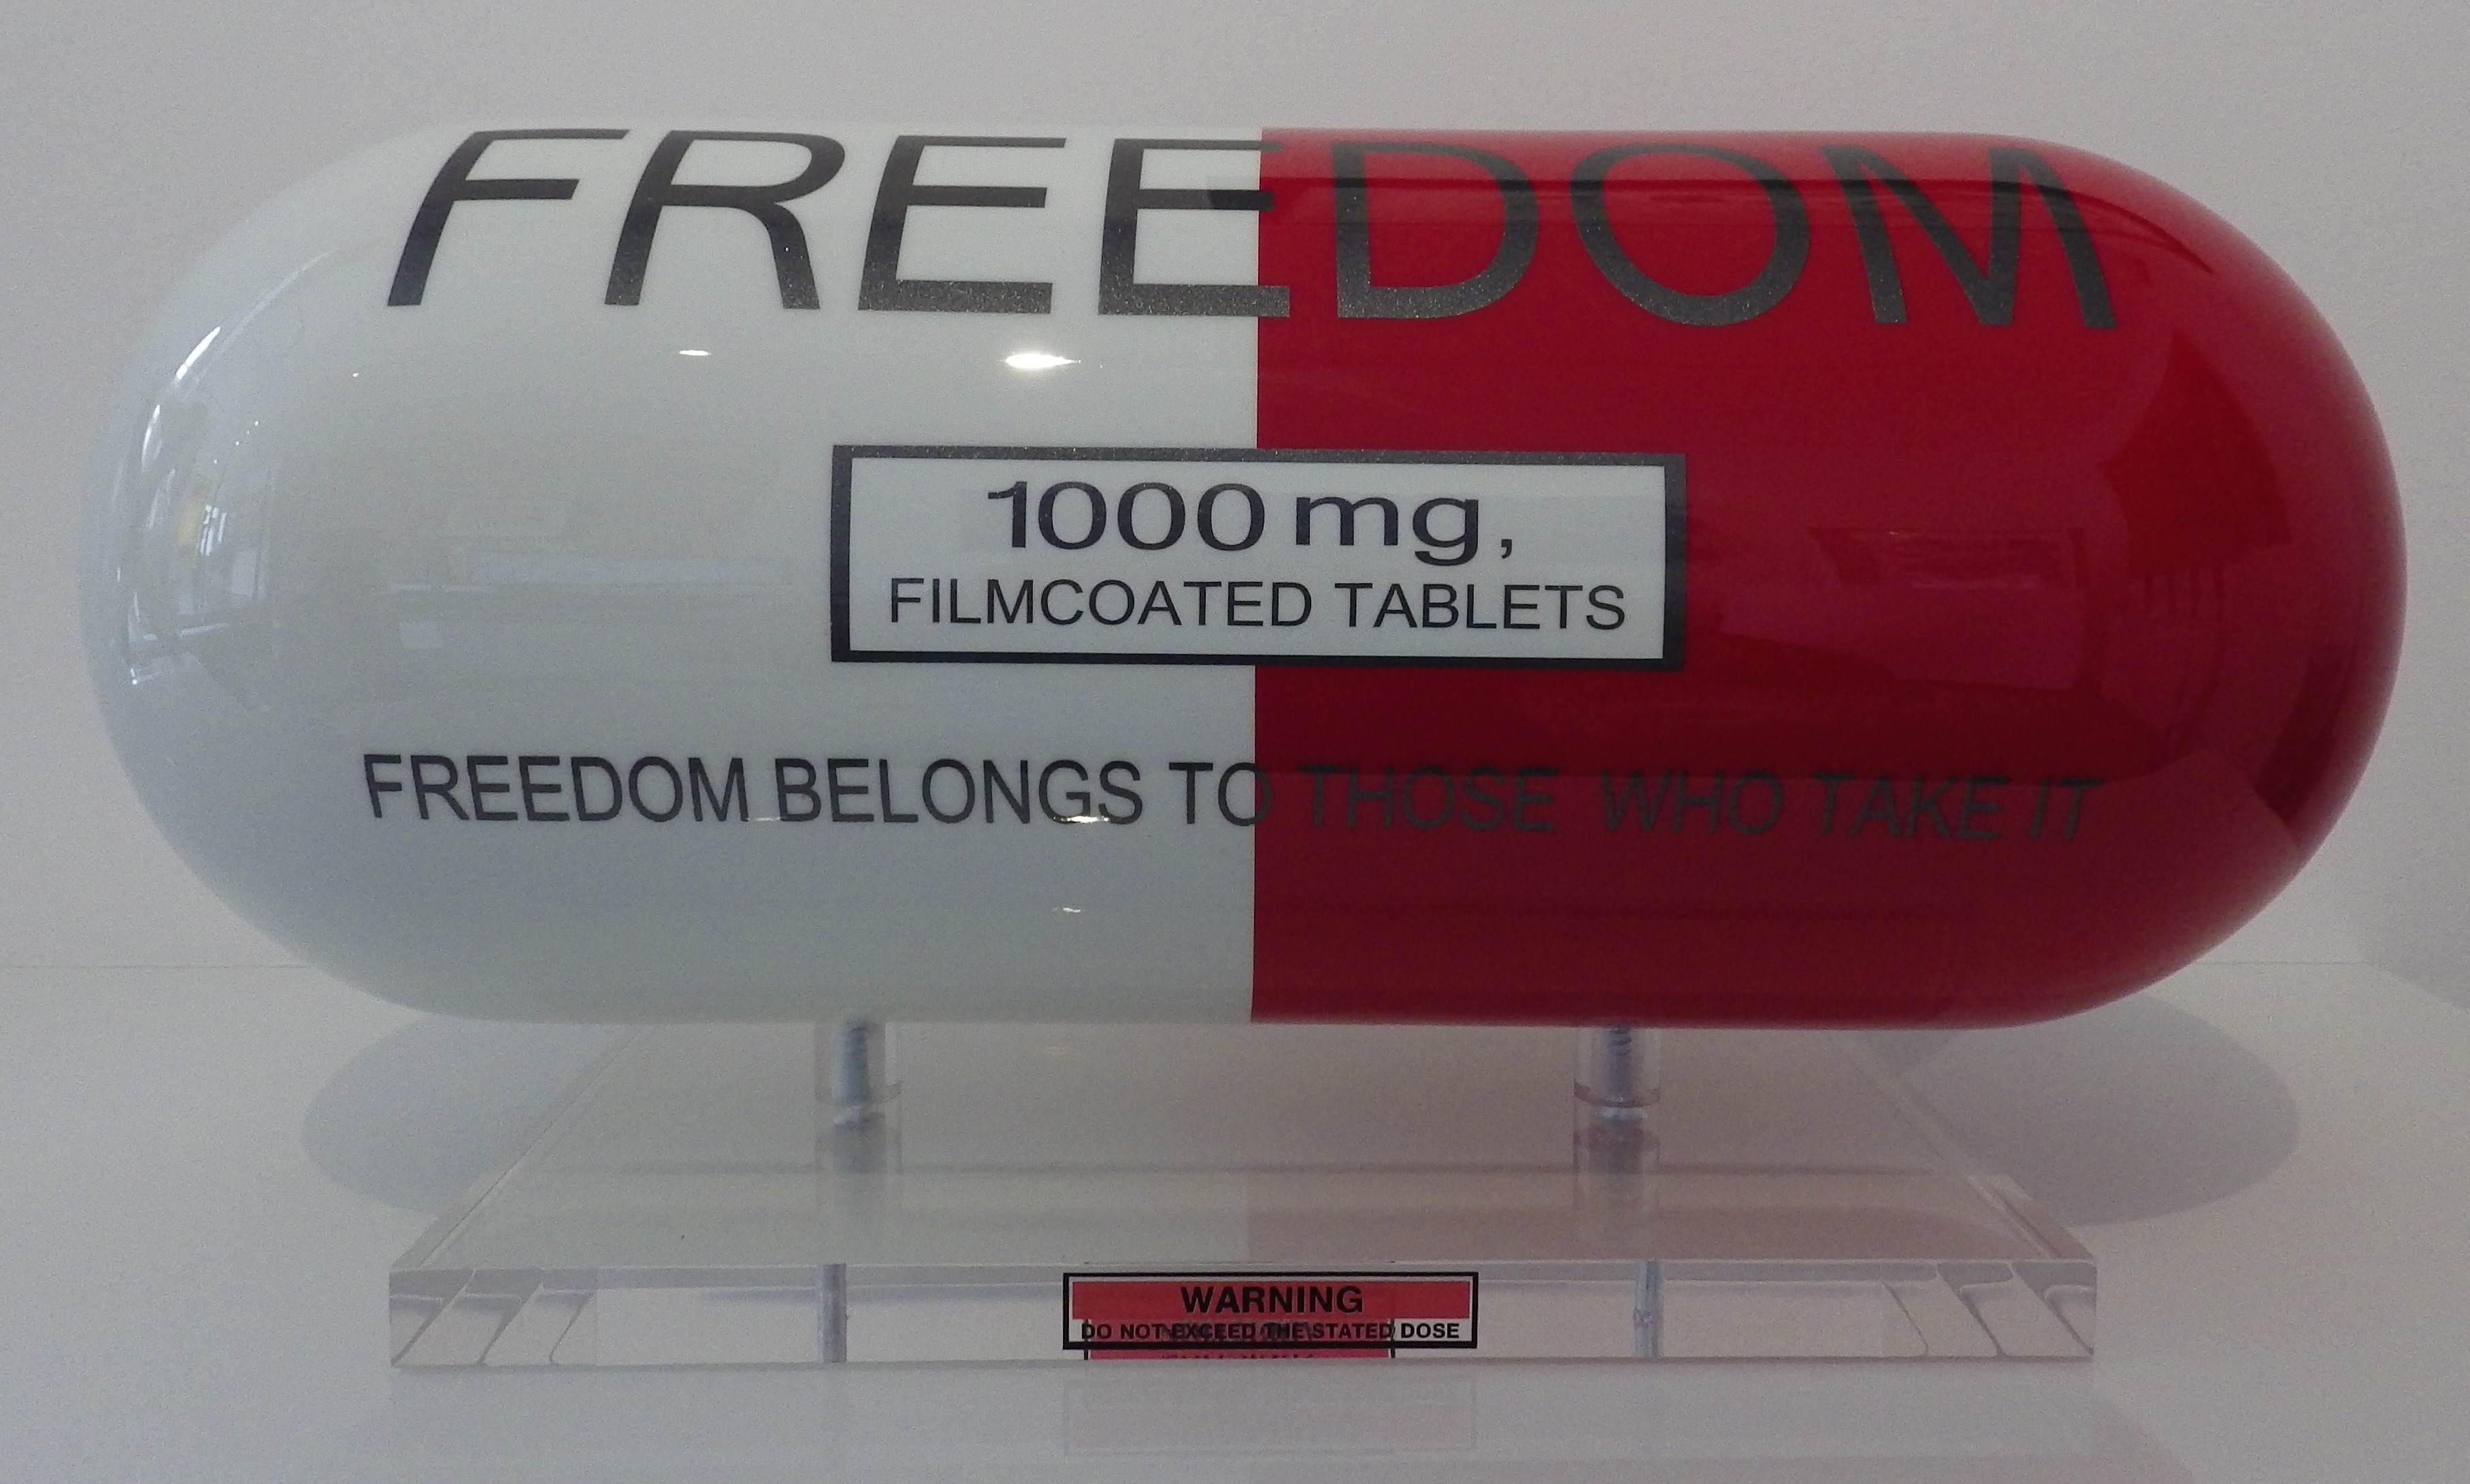 FREEDOM
1000 mg,
FILMCOATED TABLETS
FREEDOM BELONGS TO THOSE WHO TAKE IT
WARNING
DO NOT EXCEED THE STATED DOSE